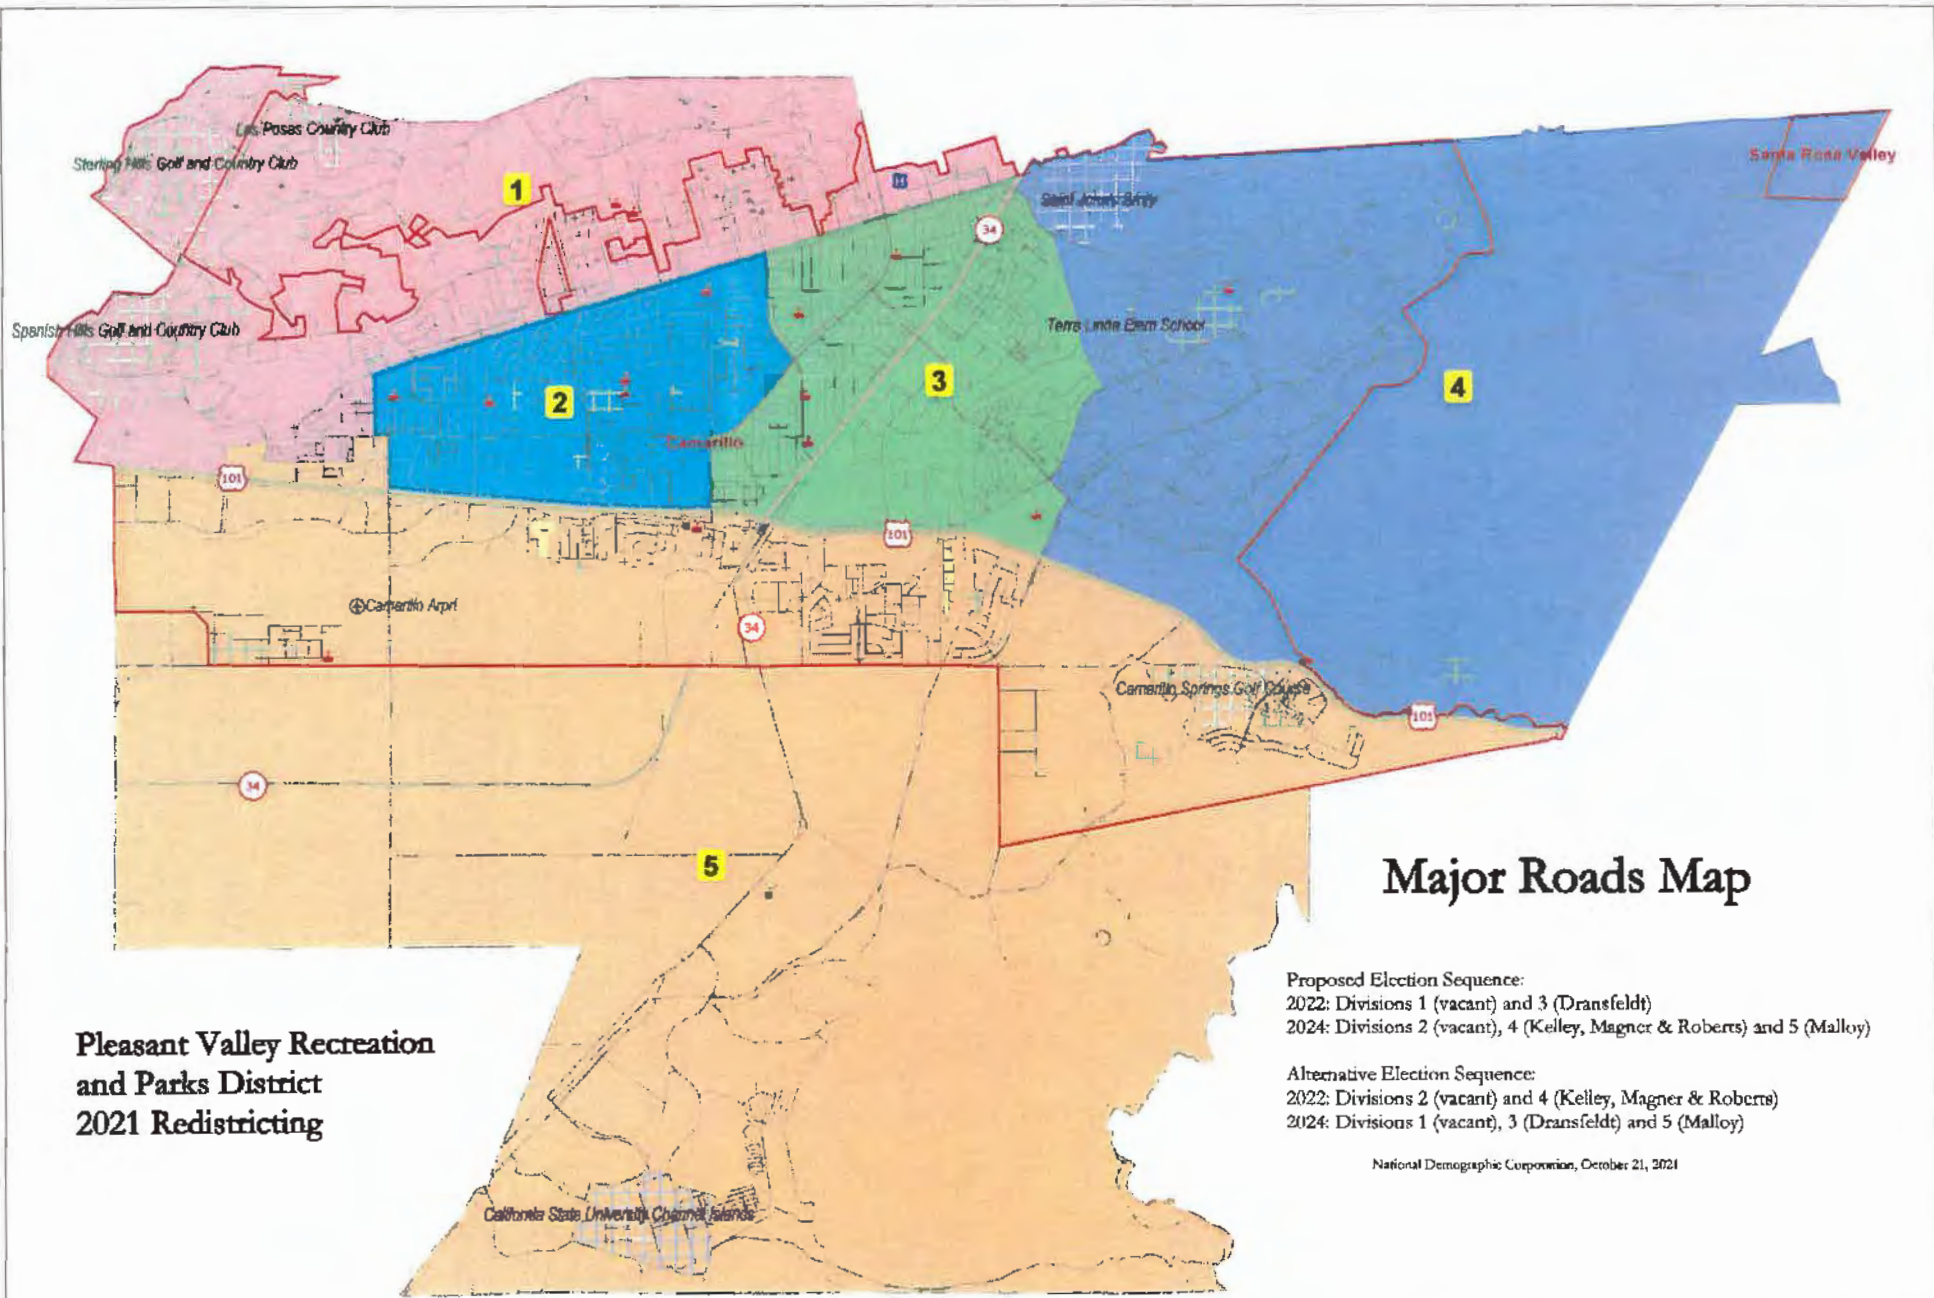 Las Posas Country Club
Sterling Hills Golf and Country Club
1
H
Santa Rosa Valley
Saint Johns Smry
34
Spanish Hills Golf and Country Club
Terra Linda Elem School
2
3
4
Camarillo
101
101
Camarillo Arprt
34
Camarillo Springs Golf Course
101
34
5
Major Roads Map
Proposed Election Sequence:
2022: Divisions 1 (vacant) and 3 (Dransfeldt)
2024: Divisions 2 (vacant), 4 (Kelley, Magner & Roberts) and 5 (Malloy)
Pleasant Valley Recreation
and Parks District
2021 Redistricting
Alternative Election Sequence:
2022: Divisions 2 (vacant) and 4 (Kelley, Magner & Roberts)
2024: Divisions 1 (vacant), 3 (Dransfeldt) and 5 (Malloy)
National Demographic Corporation, October 21, 2021
California State University Channel Islands